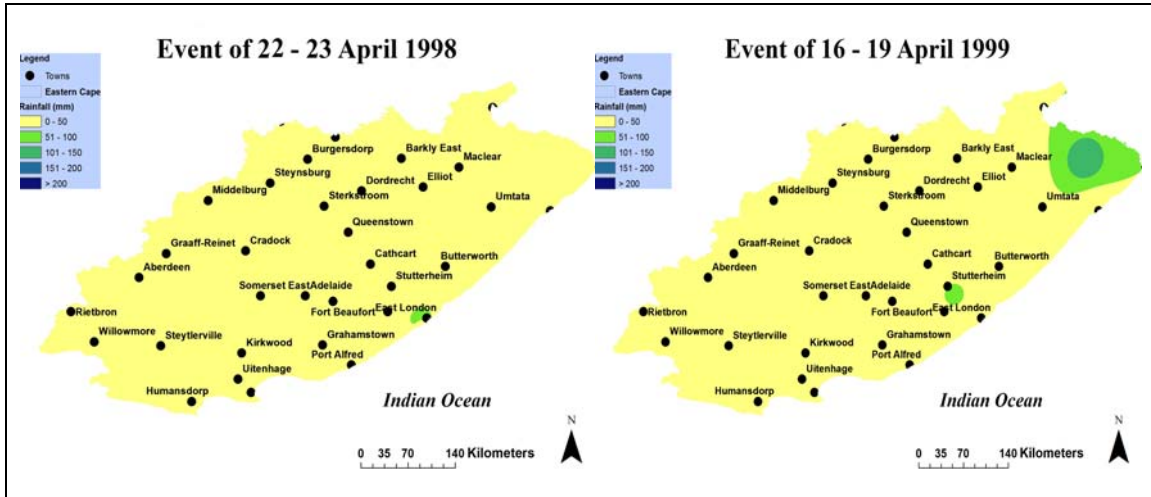 Event of 22 - 23 April 1998
Legend
Towns
Eastern Cape
Rainfall (mm)
0 - 50
51 - 100
101 - 150
151 - 200
> 200
Burgersdorp
Barkly East
Maclear
Steynsburg
Dordrecht
Elliot
Middelburg
Sterkstroom
Umtata
Queenstown
Graaff-Reinet
Cradock
Cathcart
Butterworth
Aberdeen
Stutterheim
Somerset East
Adelaide
Rietbron
Fort Beaufort
East London
Willowmore
Steytlerville
Kirkwood
Grahamstown
Port Alfred
Uitenhage
Humansdorp
Indian Ocean
N
0 35 70 140 Kilometers
Event of 16 - 19 April 1999
Legend
Towns
Eastern Cape
Rainfall (mm)
0 - 50
51 - 100
101 - 150
151 - 200
> 200
Burgersdorp
Barkly East
Maclear
Steynsburg
Dordrecht
Elliot
Middelburg
Sterkstroom
Umtata
Queenstown
Graaff-Reinet
Cradock
Cathcart
Butterworth
Aberdeen
Stutterheim
Somerset East
Adelaide
Rietbron
Fort Beaufort
East London
Willowmore
Steytlerville
Kirkwood
Grahamstown
Port Alfred
Uitenhage
Humansdorp
Indian Ocean
N
0 35 70 140 Kilometers